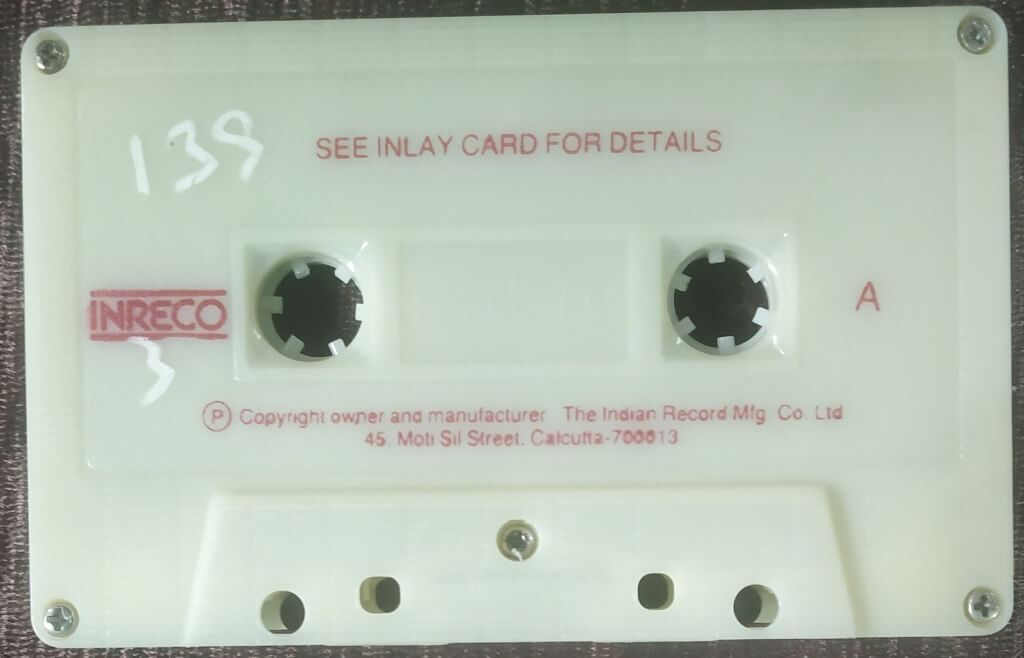 139
SEE INLAY CARD FOR DETAILS
INRECO
A
3
Ⓟ Copyright owner and manufacturer The Indian Record Mfg. Co. Ltd
45, Moti Sil Street, Calcutta-700013